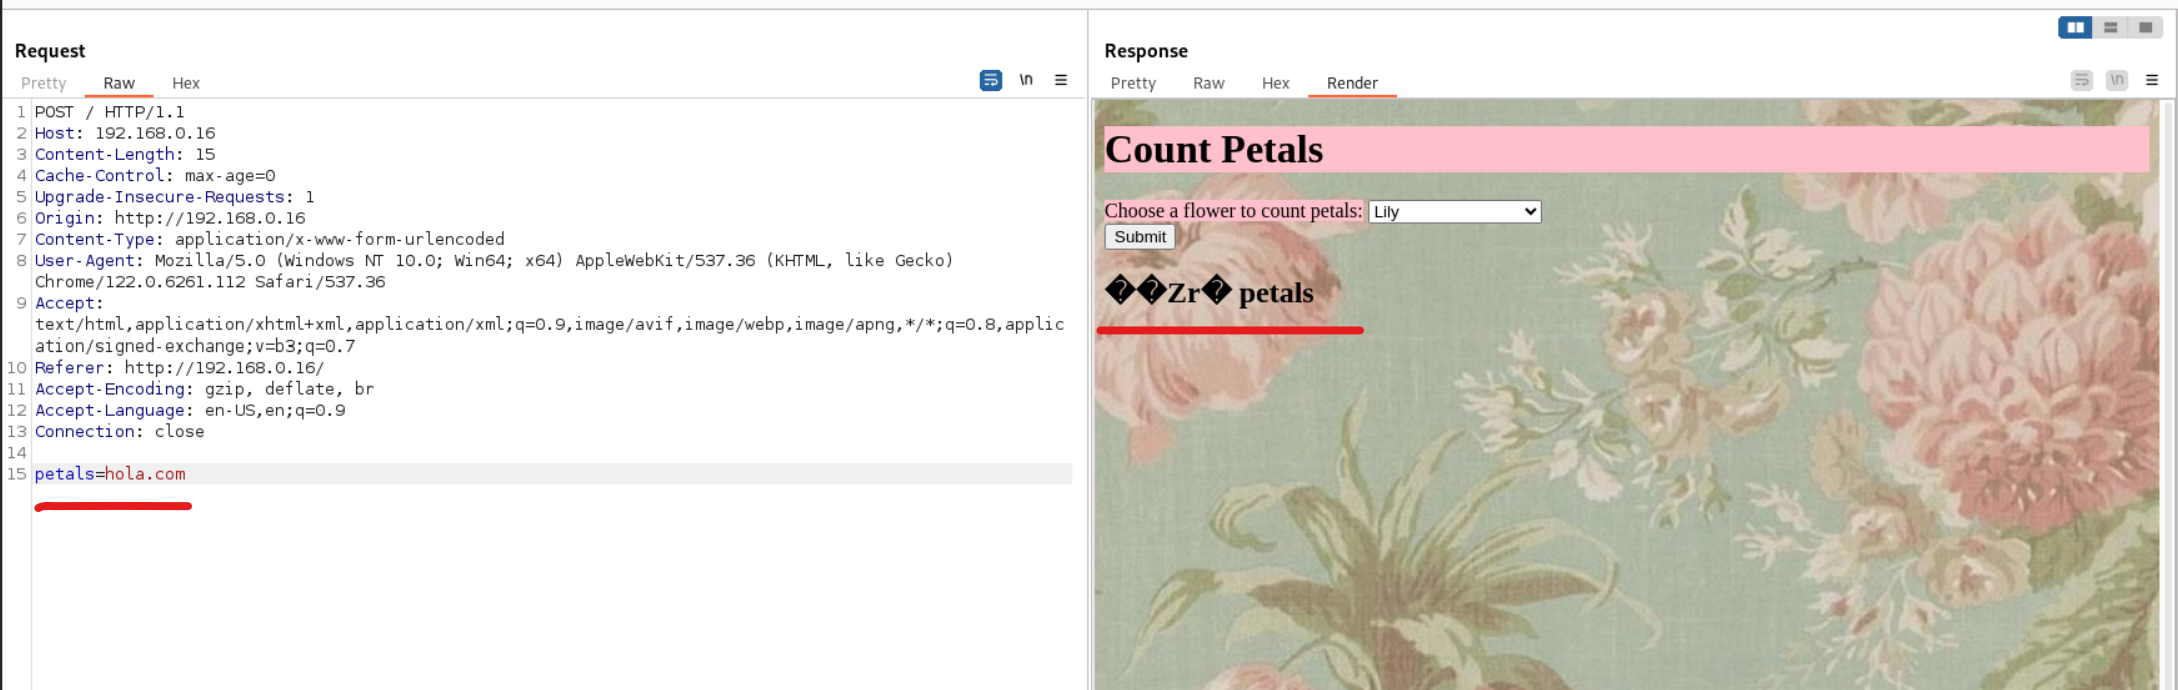 Request
Pretty Raw Hex
\n
1 POST / HTTP/1.1
2 Host: 192.168.0.16
3 Content-Length: 15
4 Cache-Control: max-age=0
5 Upgrade-Insecure-Requests: 1
6 Origin: http://192.168.0.16
7 Content-Type: application/x-www-form-urlencoded
8 User-Agent: Mozilla/5.0 (Windows NT 10.0; Win64; x64) AppleWebKit/537.36 (KHTML, like Gecko)
Chrome/122.0.6261.112 Safari/537.36
9 Accept:
text/html,application/xhtml+xml,application/xml;q=0.9,image/avif,image/webp,image/apng,*/*;q=0.8,applic
ation/signed-exchange;v=b3;q=0.7
10 Referer: http://192.168.0.16/
11 Accept-Encoding: gzip, deflate, br
12 Accept-Language: en-US,en;q=0.9
13 Connection: close
14
15 petals=hola.com
Response
Pretty Raw Hex Render
\n
Count Petals
Choose a flower to count petals: Lily
Submit
��Zr� petals